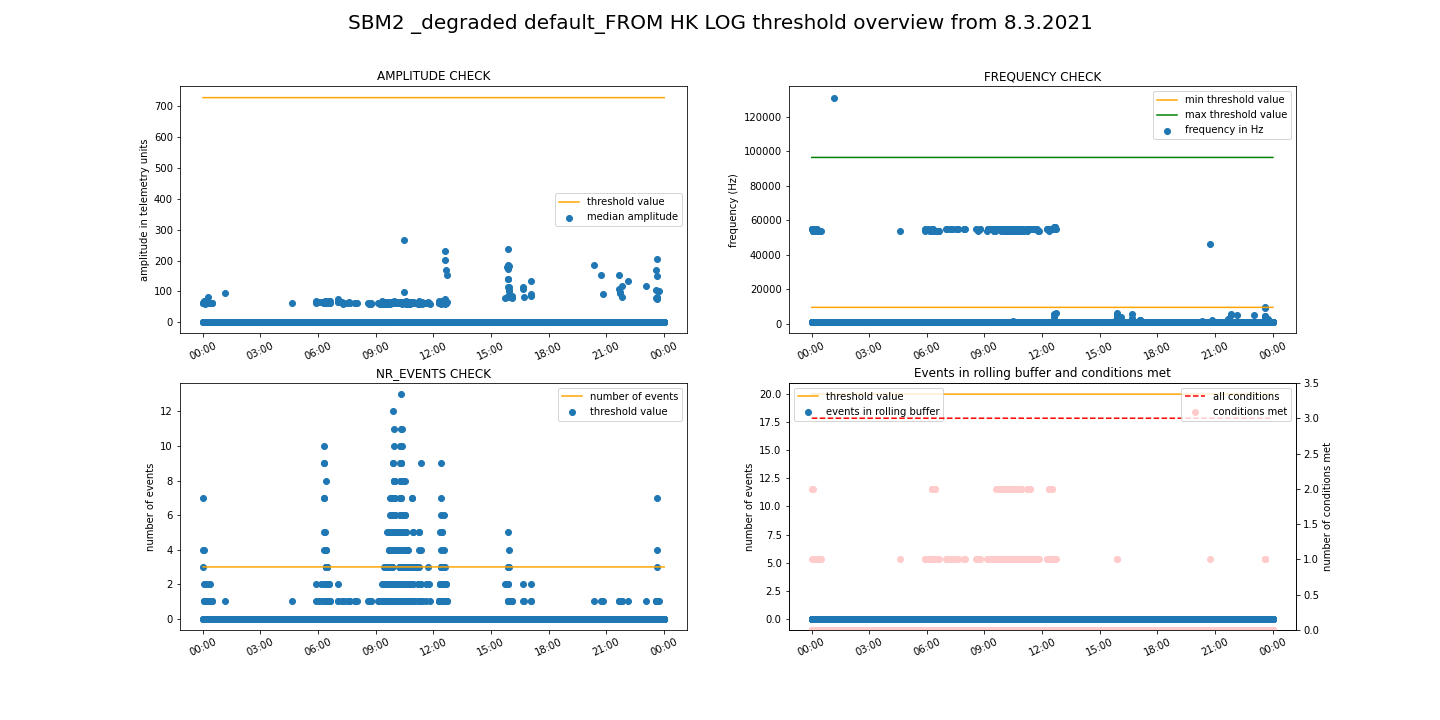 SBM2 _degraded default_FROM HK LOG threshold overview from 8.3.2021
AMPLITUDE CHECK
amplitude in telemetry units
700
600
500
400
300
200
100
0
threshold value
median amplitude
00:00 03:00 06:00 09:00 12:00 15:00 18:00 21:00 00:00
FREQUENCY CHECK
frequency (Hz)
120000
100000
80000
60000
40000
20000
0
min threshold value
max threshold value
frequency in Hz
00:00 03:00 06:00 09:00 12:00 15:00 18:00 21:00 00:00
NR_EVENTS CHECK
number of events
12
10
8
6
4
2
0
number of events
threshold value
00:00 03:00 06:00 09:00 12:00 15:00 18:00 21:00 00:00
Events in rolling buffer and conditions met
number of events
20.0
17.5
15.0
12.5
10.0
7.5
5.0
2.5
0.0
threshold value
events in rolling buffer
all conditions
conditions met
3.5
3.0
2.5
2.0
1.5
1.0
0.5
0.0
number of conditions met
00:00 03:00 06:00 09:00 12:00 15:00 18:00 21:00 00:00